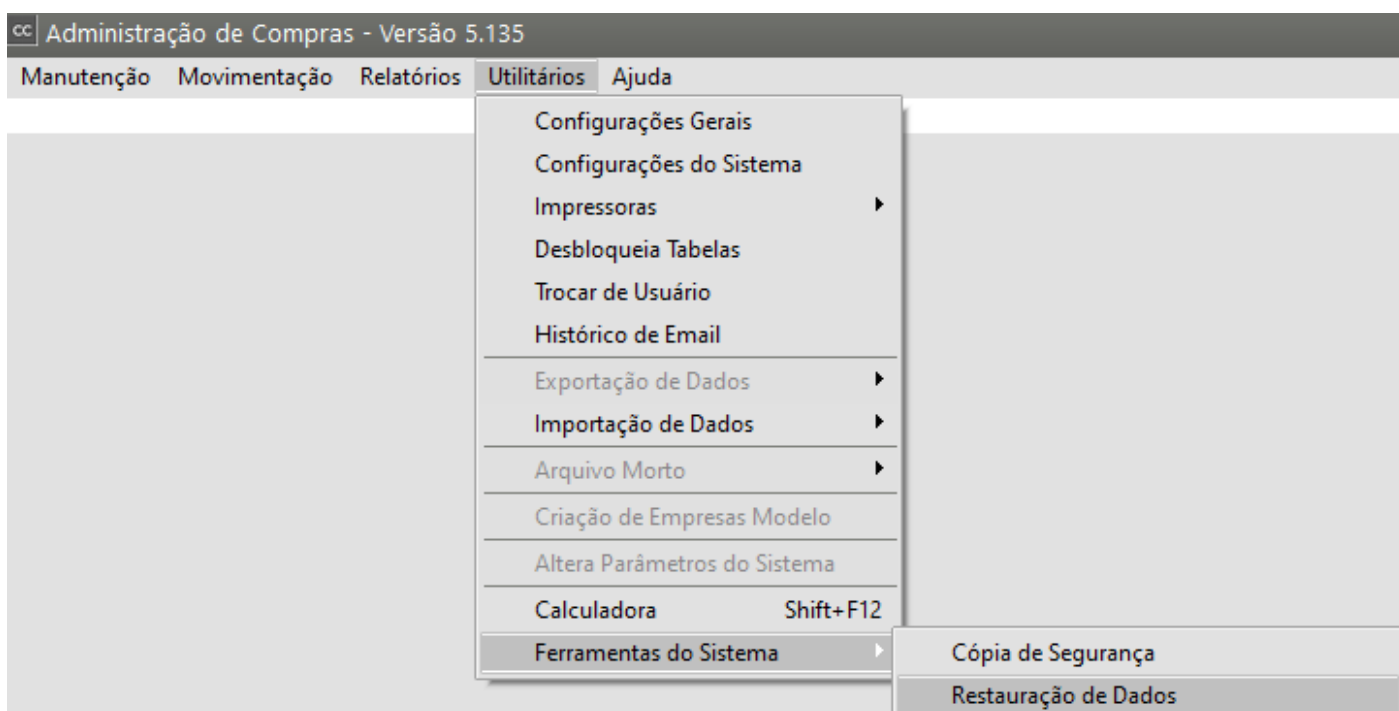 cc Administração de Compras - Versão 5.135
Manutenção Movimentação Relatórios Utilitários Ajuda
Configurações Gerais
Configurações do Sistema
Impressoras
Desbloqueia Tabelas
Trocar de Usuário
Histórico de Email
Exportação de Dados
Importação de Dados
Arquivo Morto
Criação de Empresas Modelo
Altera Parâmetros do Sistema
Calculadora Shift+F12
Ferramentas do Sistema
Cópia de Segurança
Restauração de Dados